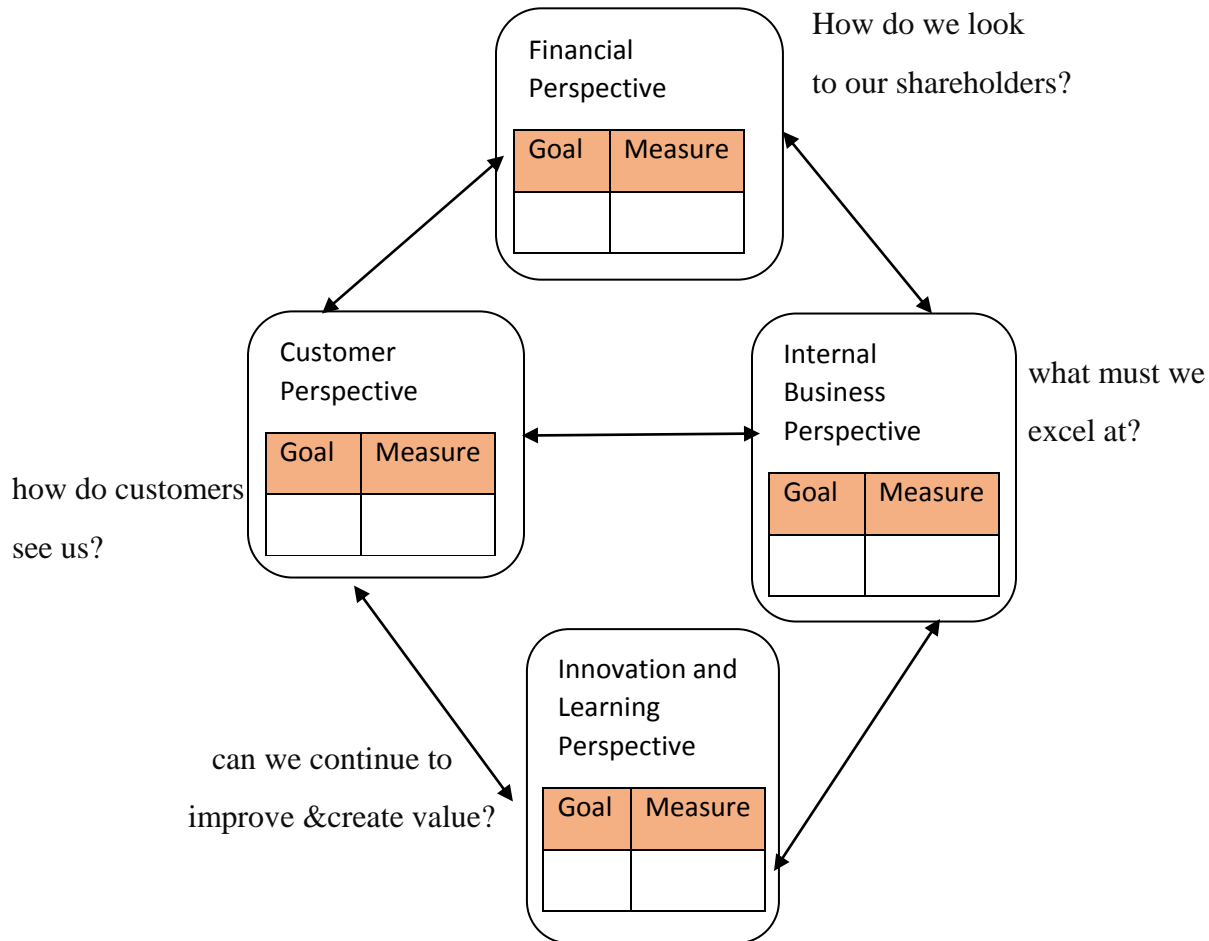 Financial
Perspective
Goal Measure
How do we look
to our shareholders?
Customer
Perspective
Goal Measure
how do customers
see us?
Internal
Business
Perspective
Goal Measure
what must we
excel at?
Innovation and
Learning
Perspective
Goal Measure
can we continue to
improve &create value?